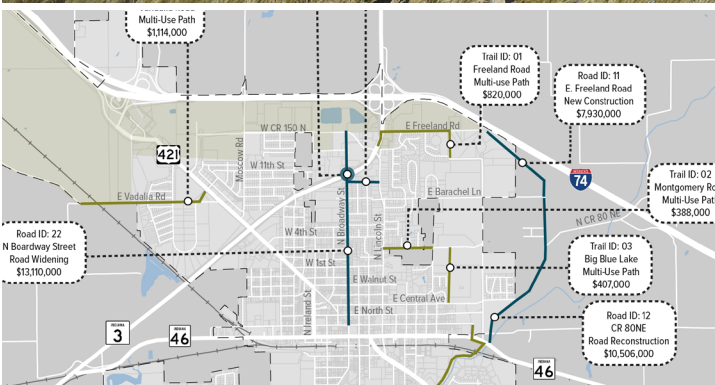 Multi-Use Path
$1,114,000
Trail ID: 01
Freeland Road
Multi-use Path
$820,000
Road ID: 11
E. Freeland Road
New Construction
$7,930,000
W CR 150 N
E Freeland Rd
421
Moscow Rd
W 11th St
E Vadalia Rd
E Barachel Ln
74
Trail ID: 02
Montgomery
Multi-Use
$388,000
N CR 80 NE
N Broadway St
N Lincoln St
W 4th St
Road ID: 22
N Boardway Street
Road Widening
$13,110,000
W 1st St
E Walnut St
Trail ID: 03
Big Blue Lake
Multi-Use Path
$407,000
E Central Ave
N Ireland St
E North St
Road ID: 12
CR 80NE
Road Reconstruction
$10,506,000
INDIANA
3
INDIANA
46
INDIANA
46